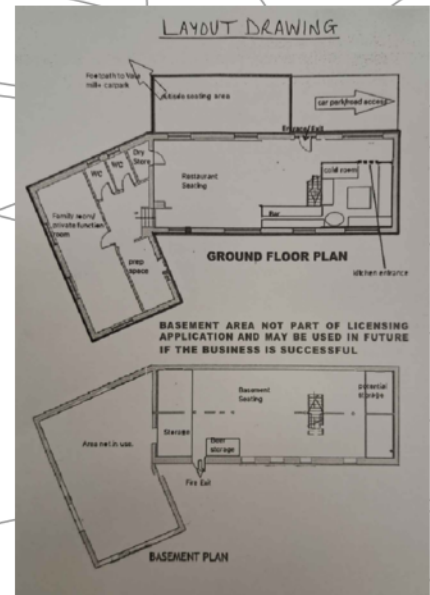 LAYOUT DRAWING
Footpath to Vale
mills carpark
outside seating area
car park/road access
Entrance/ Exit
Dry
Store
WC
WC
cold room
Restaurant
Seating
Family room/
private function
room
Bar
prep
space
GROUND FLOOR PLAN
kitchen entrance
BASEMENT AREA NOT PART OF LICENSING
APPLICATION AND MAY BE USED IN FUTURE
IF THE BUSINESS IS SUCCESSFUL
Basement
Seating
potential
storage
Storage
Area not in use.
Beer
storage
Fire Exit
BASEMENT PLAN